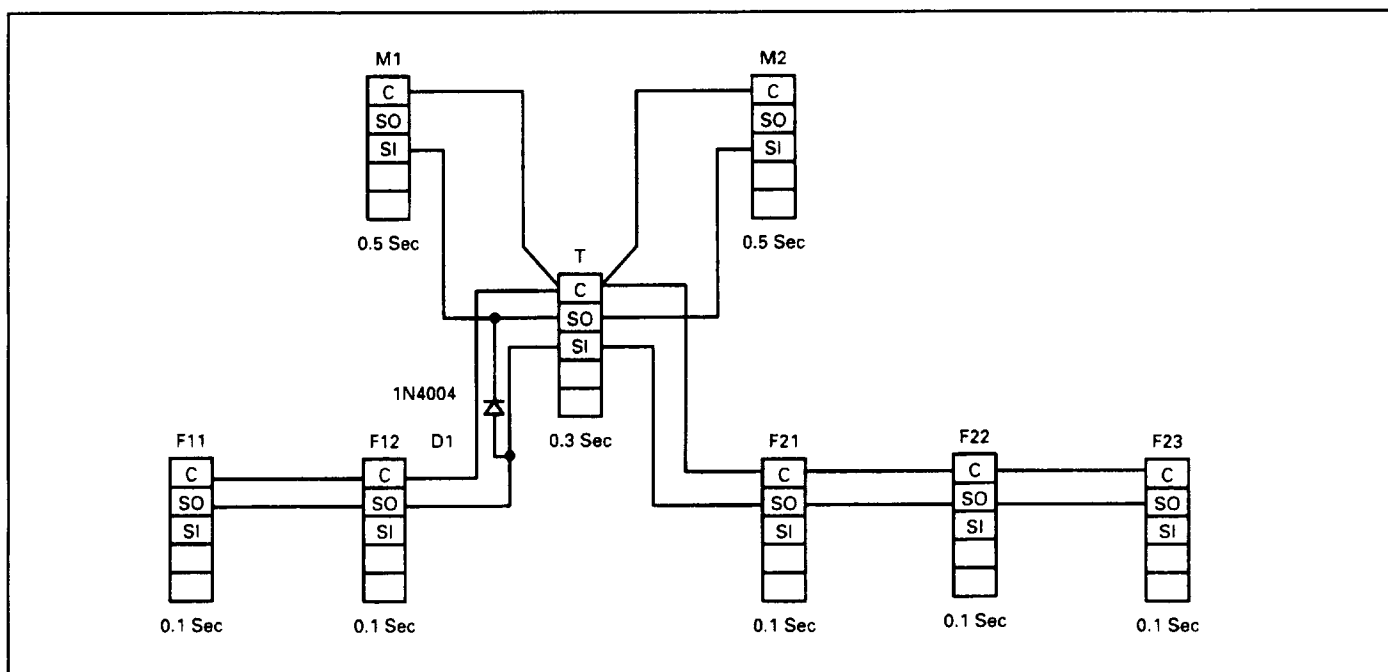 M1
C
SO
SI
0.5 Sec
M2
C
SO
SI
0.5 Sec
T
C
SO
SI
0.3 Sec
1N4004
D1
F11
C
SO
SI
0.1 Sec
F12
C
SO
SI
0.1 Sec
F21
C
SO
SI
0.1 Sec
F22
C
SO
SI
0.1 Sec
F23
C
SO
SI
0.1 Sec